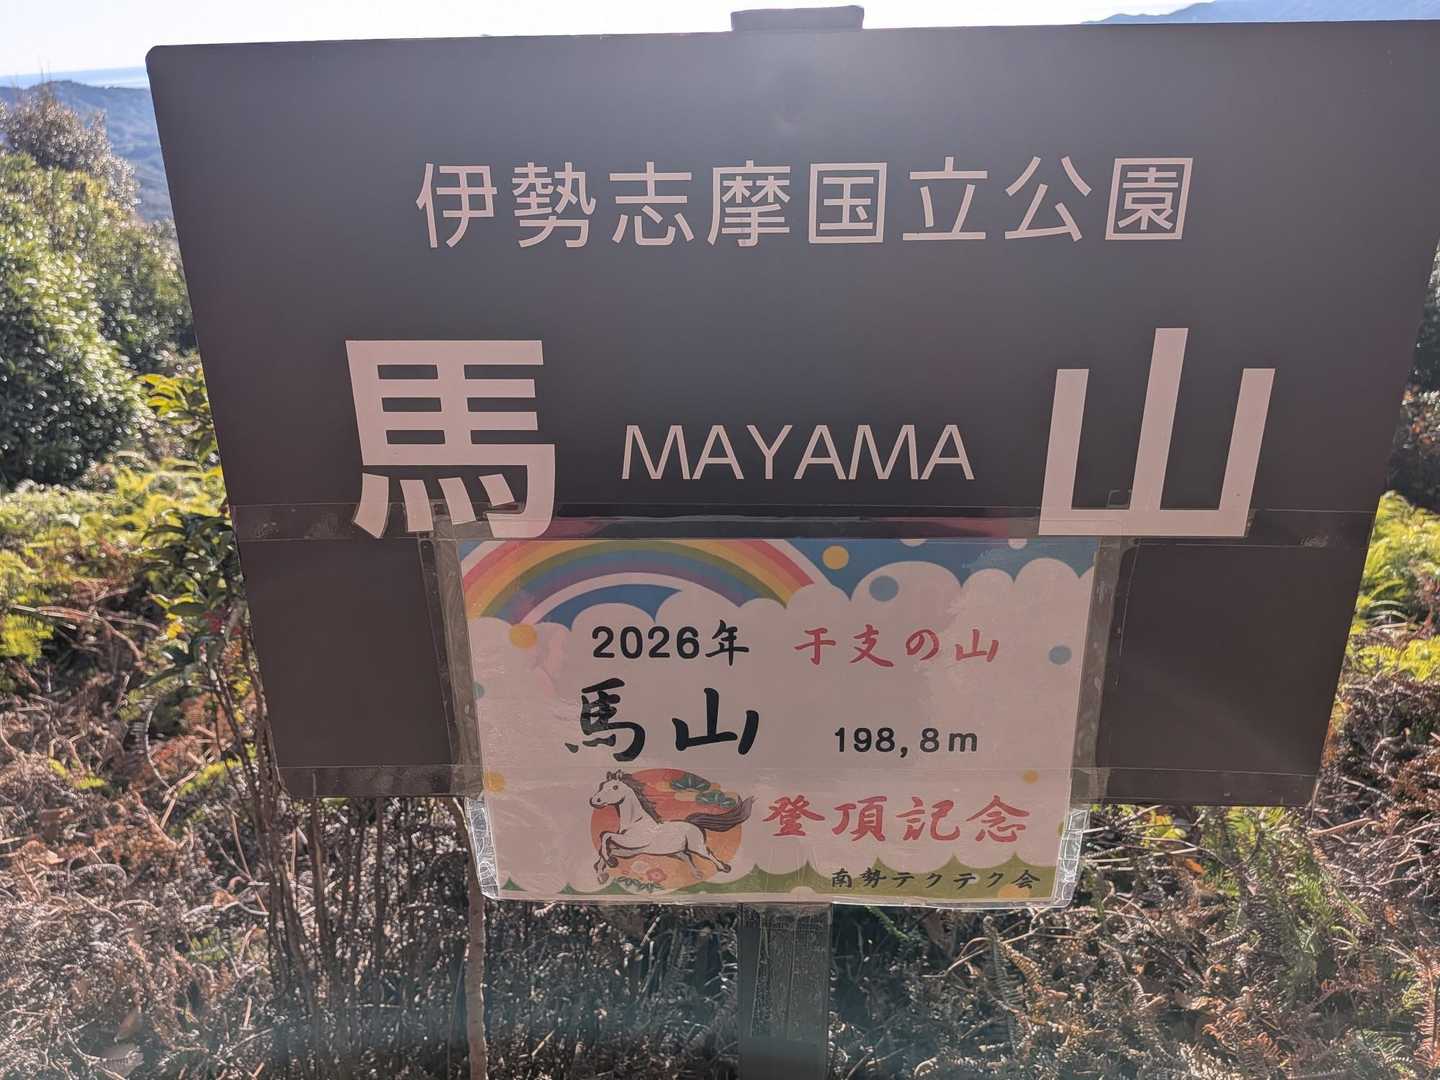 伊勢志摩国立公園
馬 MAYAMA 山
2026年 干支の山
馬山 198,8m
登頂記念
南勢テクテク会